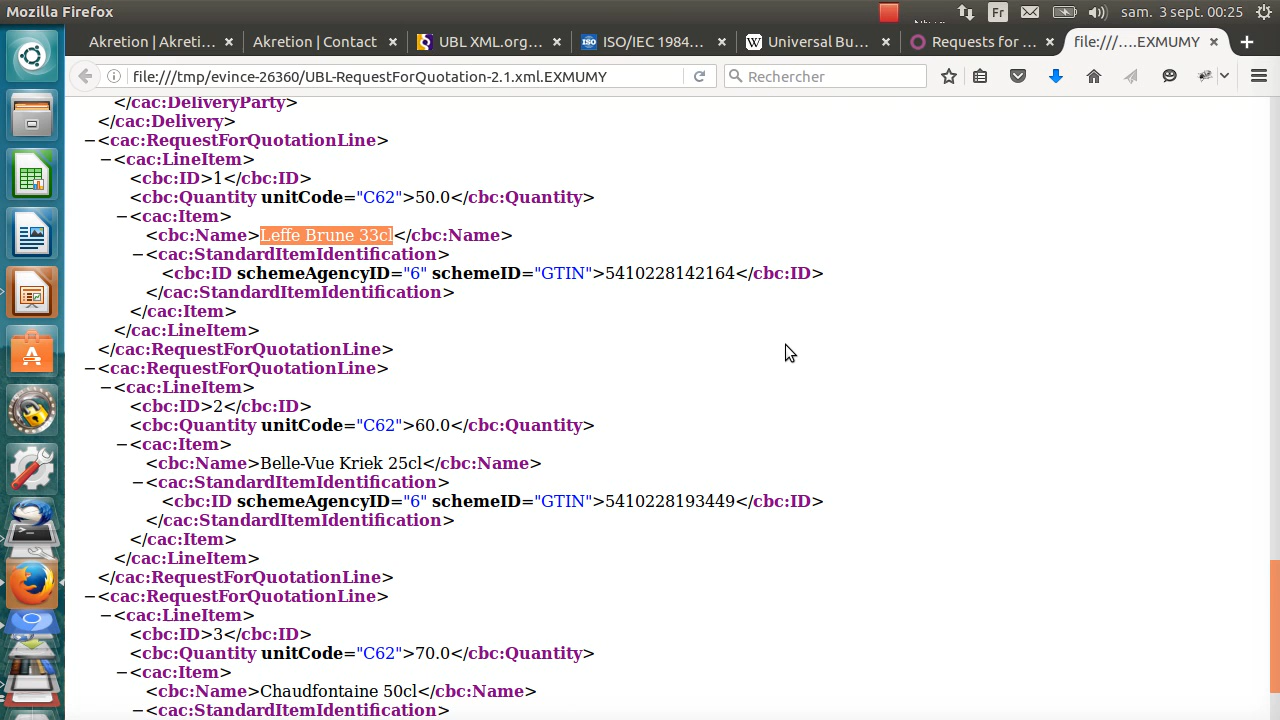 Mozilla Firefox
Fr
sam. 3 sept. 00:25
Akretion | Akreti...
Akretion | Contact
UBL XML.org...
ISO/IEC 1984...
Universal Bu...
Requests for ...
file:///....EXMUMY
file:///tmp/evince-26360/UBL-RequestForQuotation-2.1.xml.EXMUMY
Rechercher
</cac:DeliveryParty>
</cac:Delivery>
−<cac:RequestForQuotationLine>
−<cac:LineItem>
<cbc:ID>1</cbc:ID>
<cbc:Quantity unitCode="C62">50.0</cbc:Quantity>
−<cac:Item>
<cbc:Name>Leffe Brune 33cl</cbc:Name>
−<cac:StandardItemIdentification>
<cbc:ID schemeAgencyID="6" schemeID="GTIN">5410228142164</cbc:ID>
</cac:StandardItemIdentification>
</cac:Item>
</cac:LineItem>
</cac:RequestForQuotationLine>
−<cac:RequestForQuotationLine>
−<cac:LineItem>
<cbc:ID>2</cbc:ID>
<cbc:Quantity unitCode="C62">60.0</cbc:Quantity>
−<cac:Item>
<cbc:Name>Belle-Vue Kriek 25cl</cbc:Name>
−<cac:StandardItemIdentification>
<cbc:ID schemeAgencyID="6" schemeID="GTIN">5410228193449</cbc:ID>
</cac:StandardItemIdentification>
</cac:Item>
</cac:LineItem>
</cac:RequestForQuotationLine>
−<cac:RequestForQuotationLine>
−<cac:LineItem>
<cbc:ID>3</cbc:ID>
<cbc:Quantity unitCode="C62">70.0</cbc:Quantity>
−<cac:Item>
<cbc:Name>Chaudfontaine 50cl</cbc:Name>
−<cac:StandardItemIdentification>